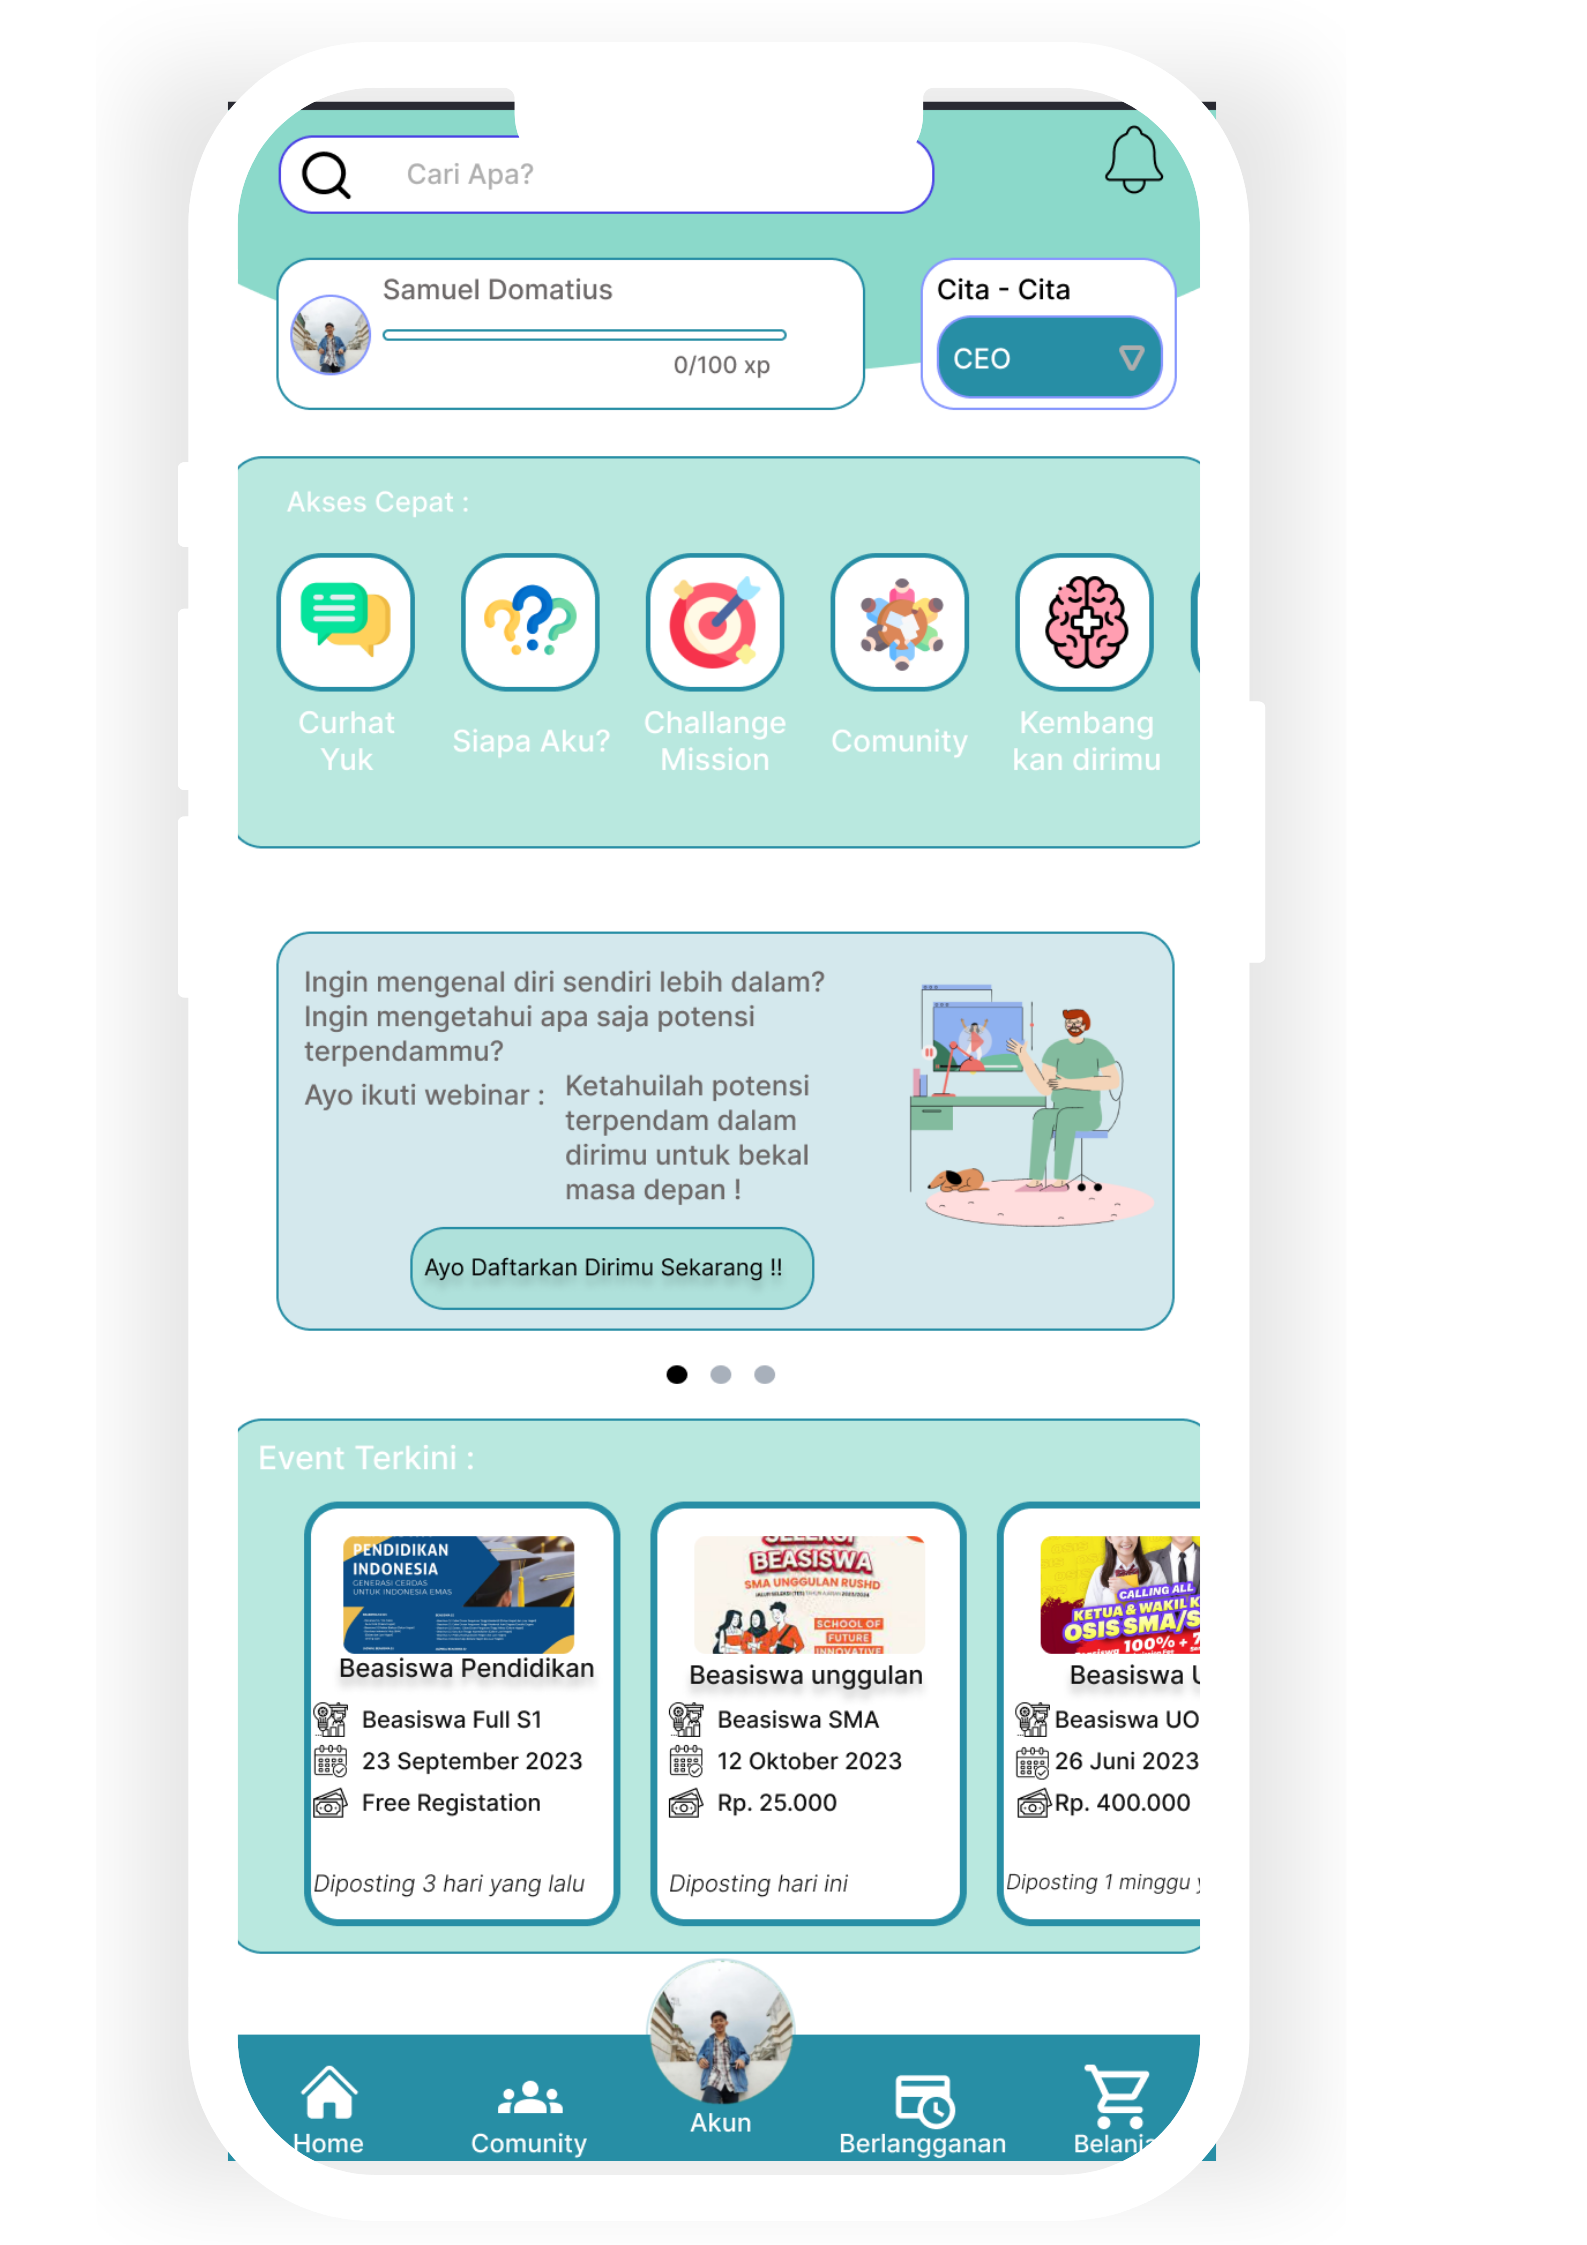 Cari Apa?
Samuel Domatius
0/100 xp
Cita - Cita
CEO
Akses Cepat :
Curhat
Yuk
Siapa Aku?
Challange
Mission
Comunity
Kembang
kan dirimu
Ingin mengenal diri sendiri lebih dalam?
Ingin mengetahui apa saja potensi
terpendammu?
Ayo ikuti webinar :
Ketahuilah potensi
terpendam dalam
dirimu untuk bekal
masa depan !
Ayo Daftarkan Dirimu Sekarang !!
Event Terkini :
PENDIDIKAN
INDONESIA
GENERASI CERDAS
UNTUK INDONESIA EMAS
Beasiswa Pendidikan
Beasiswa Full S1
23 September 2023
Free Registation
Diposting 3 hari yang lalu
SELEKSI
BEASISWA
SMA UNGGULAN RUSHD
SCHOOL OF
FUTURE
INNOVATIVE
Beasiswa unggulan
Beasiswa SMA
12 Oktober 2023
Rp. 25.000
Diposting hari ini
CALLING ALL
KETUA & WAKIL K
OSIS SMA/S
100% +
Beasiswa U
Beasiswa UO
26 Juni 2023
Rp. 400.000
Diposting 1 minggu y
Home
Comunity
Akun
Berlangganan
Belanja